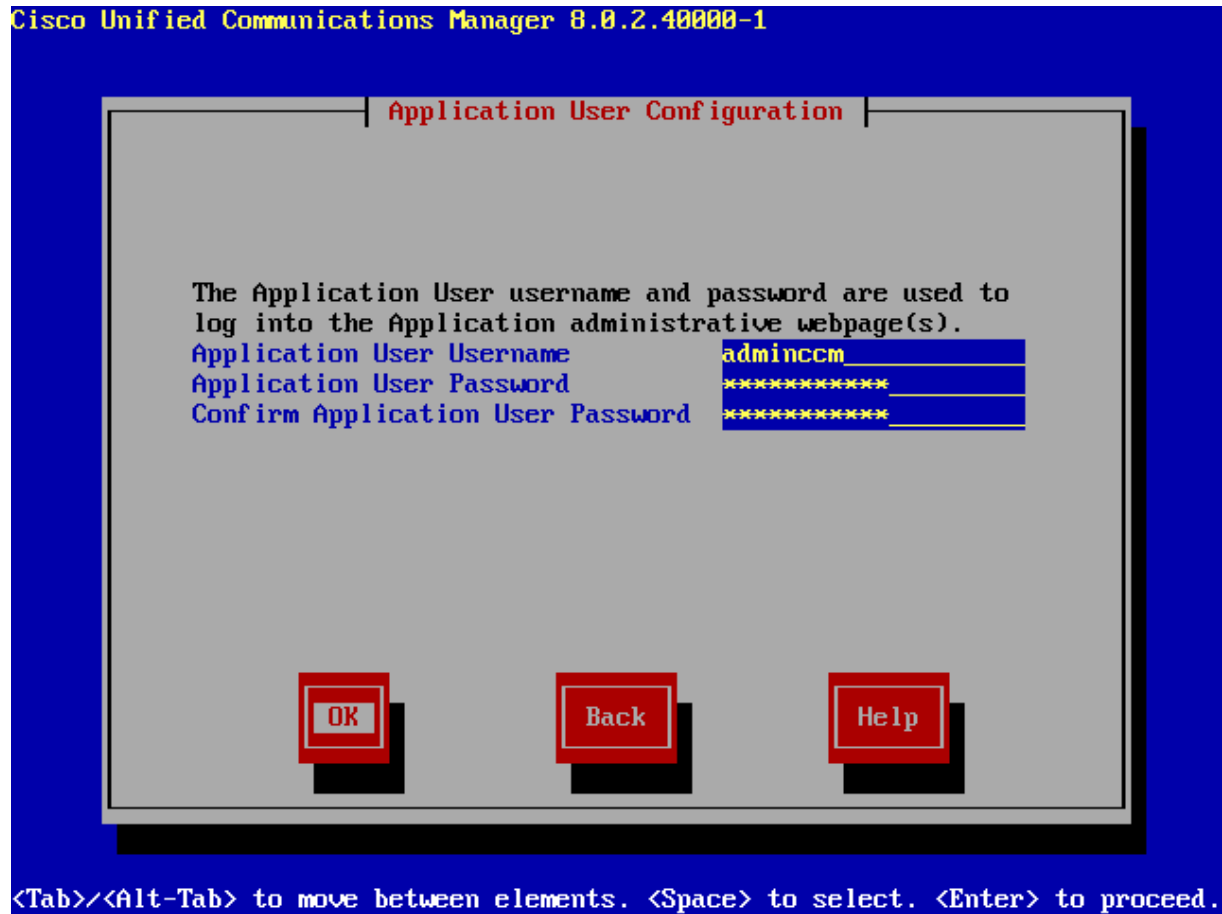 Cisco Unified Communications Manager 8.0.2.40000-1
Application User Configuration
The Application User username and password are used to
log into the Application administrative webpage(s).
Application User Username adminccm
Application User Password ***********
Confirm Application User Password ***********
OK Back Help
<Tab>/<Alt-Tab> to move between elements. <Space> to select. <Enter> to proceed.